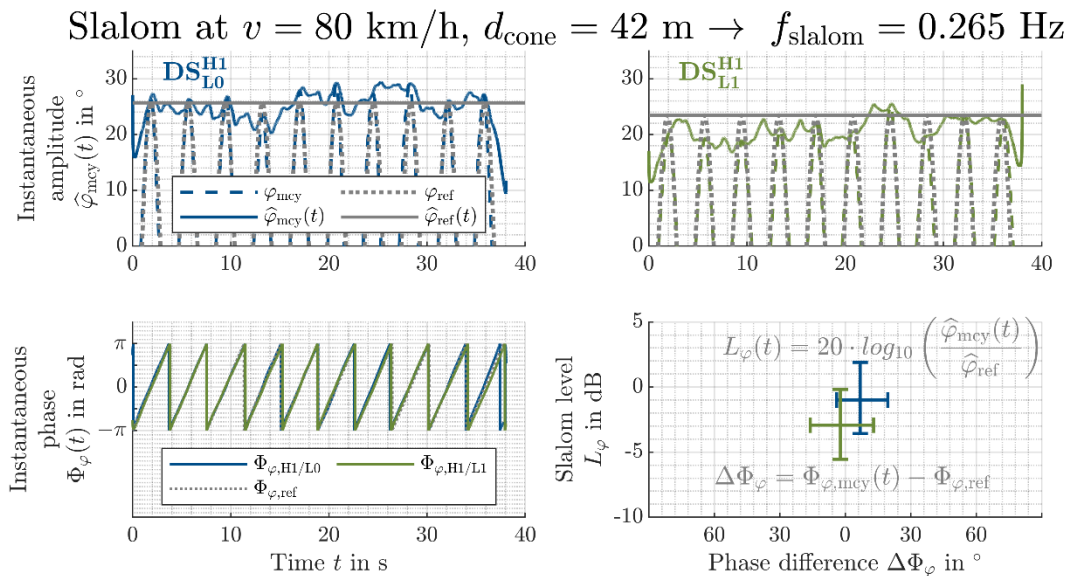 Slalom at v = 80 km/h, d_cone = 42 m → f_slalom = 0.265 Hz
Instantaneous
amplitude
φ̂_mcy(t) in °
30
20
10
0
DS^H1_L0
φ_mcy
φ_ref
φ̂_mcy(t)
φ̂_ref(t)
0
10
20
30
40
30
20
10
0
DS^H1_L1
0
10
20
30
40
Instantaneous
phase
Φ_φ(t) in rad
π
0
−π
Φ_φ,H1/L0
Φ_φ,H1/L1
Φ_φ,ref
0
10
20
30
40
Time t in s
Slalom level
L_φ in dB
5
0
-5
-10
L_φ(t) = 20 · log_10 (φ̂_mcy(t) / φ̂_ref)
ΔΦ_φ = Φ_φ,mcy(t) − Φ_φ,ref
60
30
0
30
60
Phase difference ΔΦ_φ in °